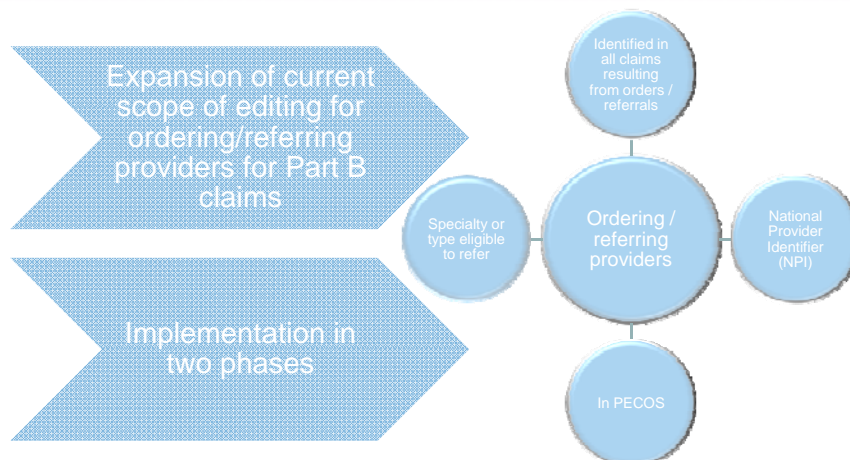 Expansion of current
scope of editing for
ordering/referring
providers for Part B
claims
Implementation in
two phases
Identified in
all claims
resulting
from orders /
referrals
Specialty or
type eligible
to refer
Ordering /
referring
providers
National
Provider
Identifier
(NPI)
In PECOS